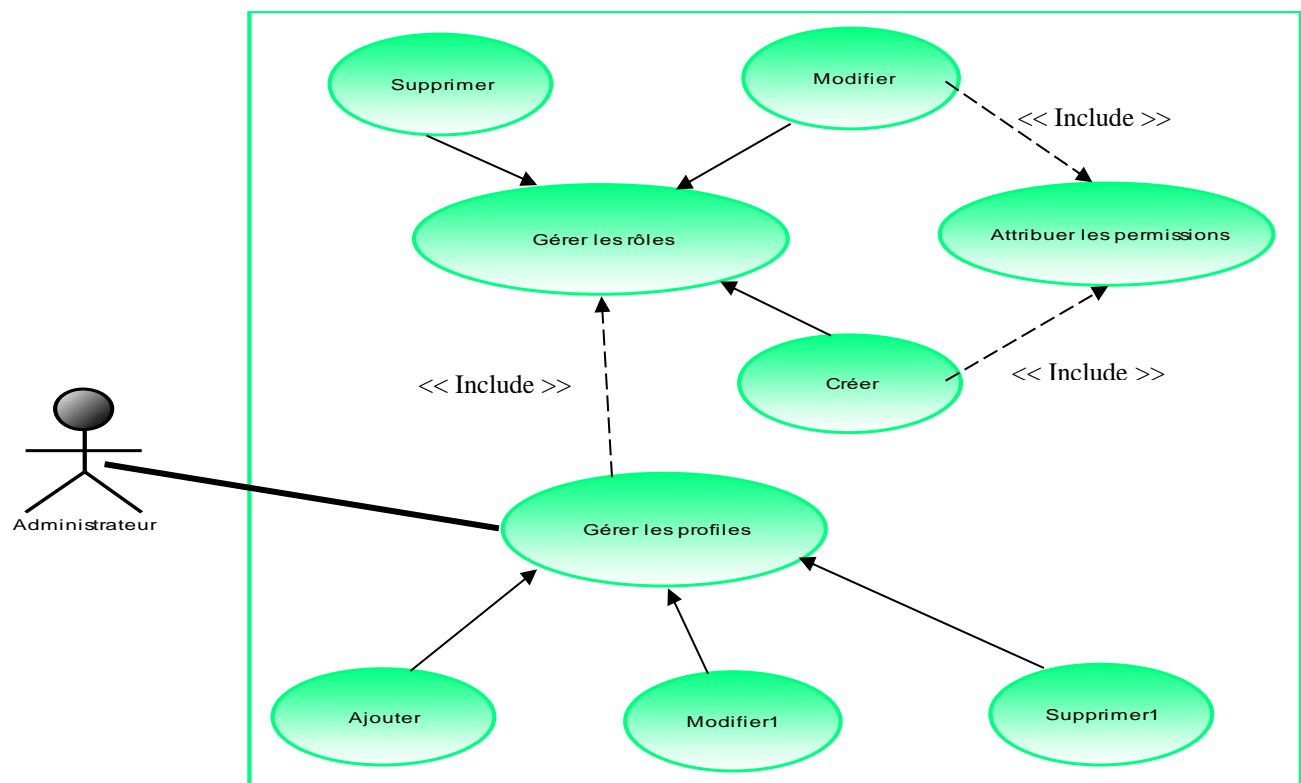 Supprimer
Modifier
<< Include >>
Gérer les rôles
Attribuer les permissions
<< Include >>
Créer
<< Include >>
Administrateur
Gérer les profiles
Ajouter
Modifier1
Supprimer1